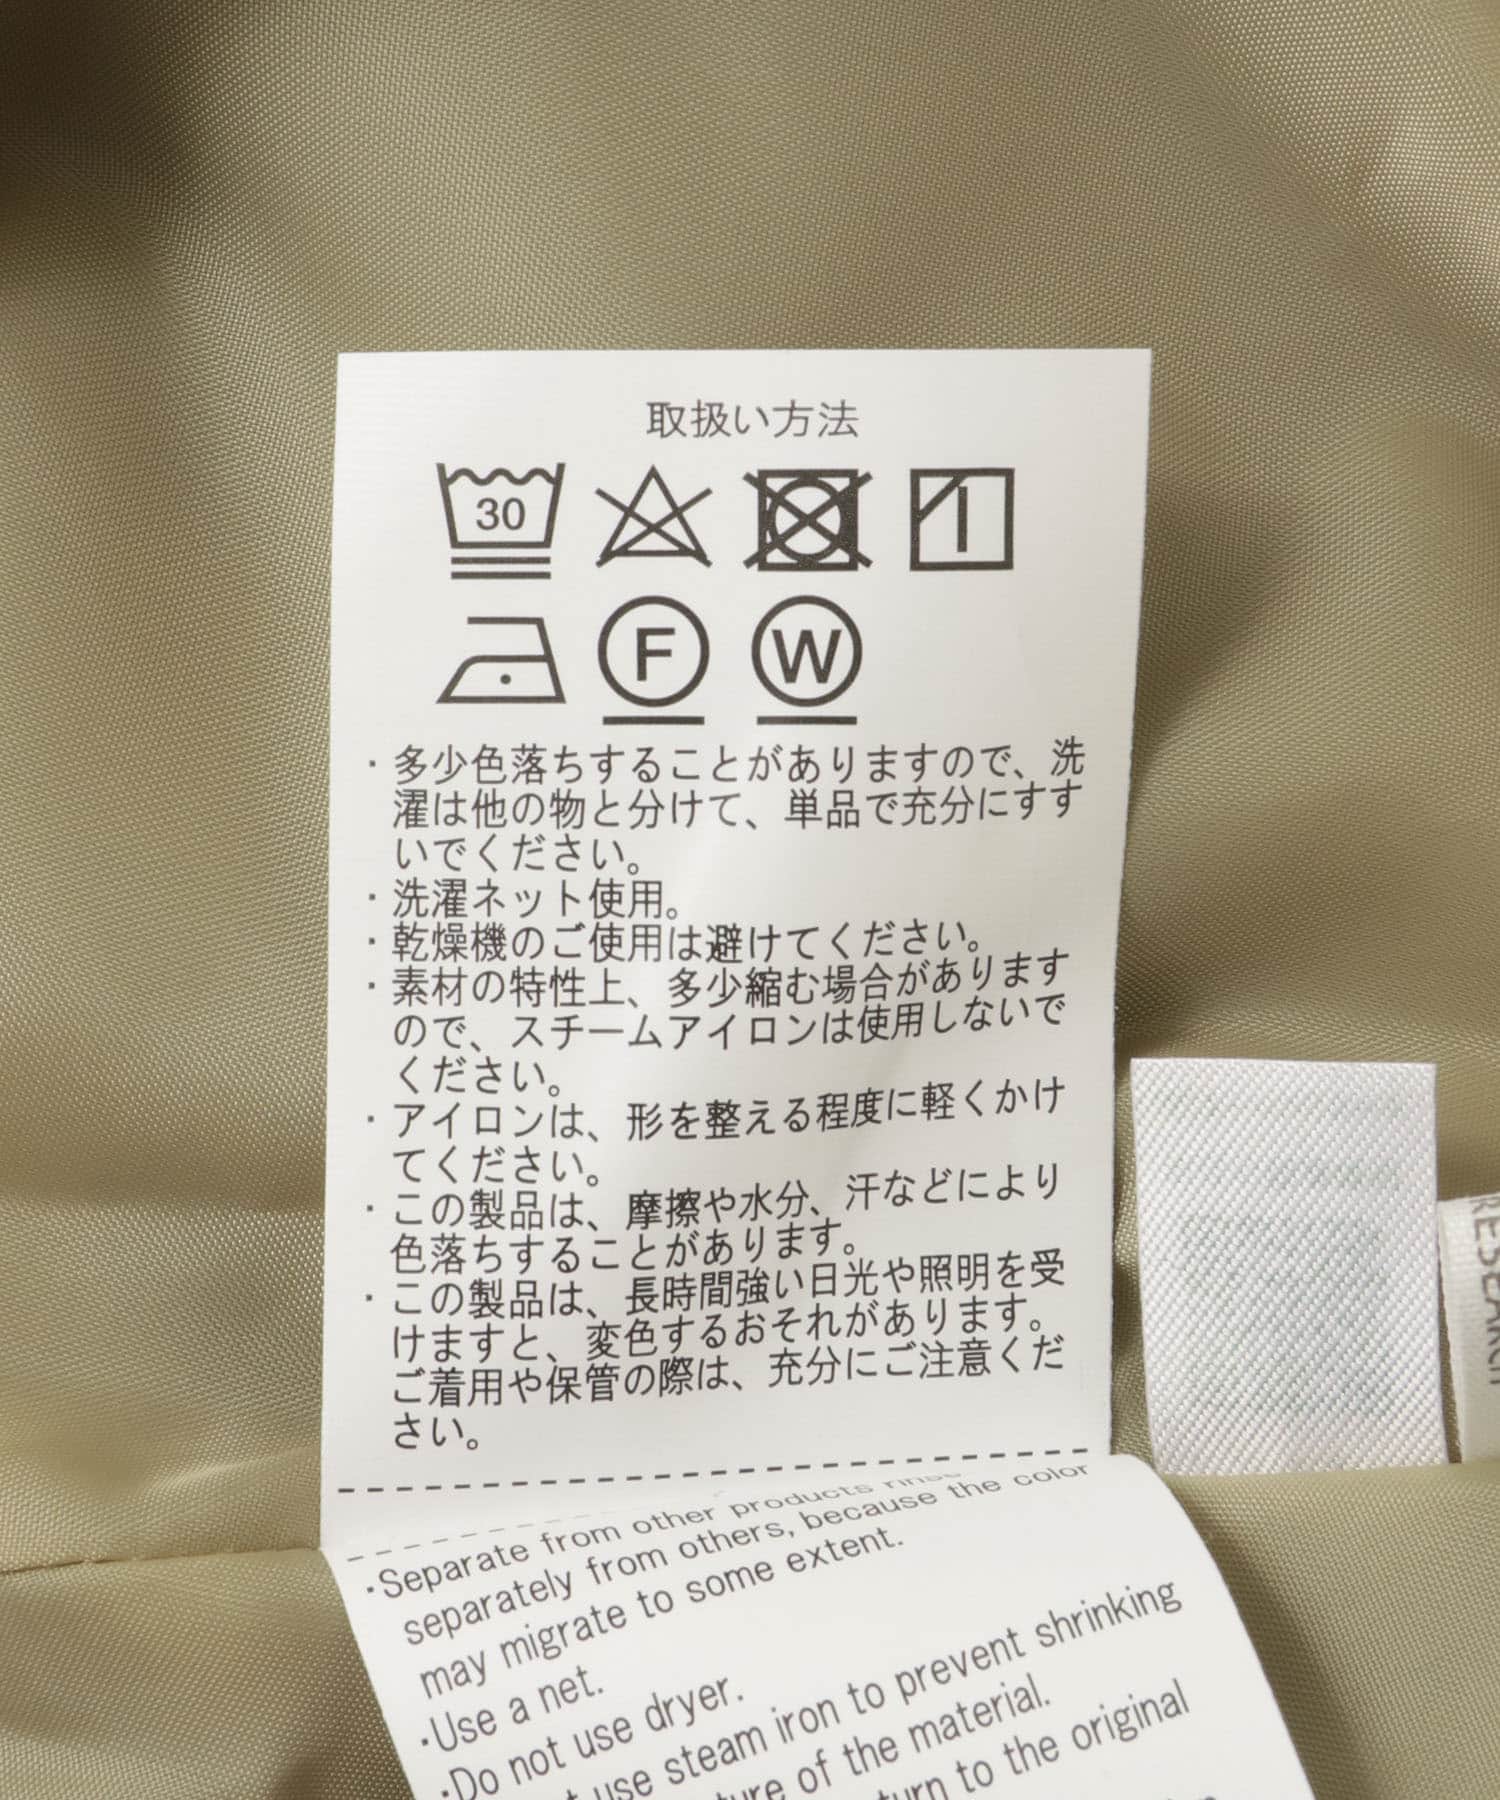 取扱い方法
30
F
W
・多少色落ちすることがありますので、洗
濯は他の物と分けて、単品で充分にすす
いでください。
・洗濯ネット使用。
・乾燥機のご使用は避けてください。
・素材の特性上、多少縮む場合があります
ので、スチームアイロンは使用しないで
ください。
・アイロンは、形を整える程度に軽くかけ
てください。
・この製品は、摩擦や水分、汗などにより
色落ちすることがあります。
・この製品は、長時間強い日光や照明を受
けますと、変色するおそれがあります。
ご着用や保管の際は、充分にご注意くだ
さい。
・Separate from other products rinse
separately from others, because the color
may migrate to some extent.
・Use a net.
・Do not use dryer.
use steam iron to prevent shrinking
of the material.
to the original
RESEARCH